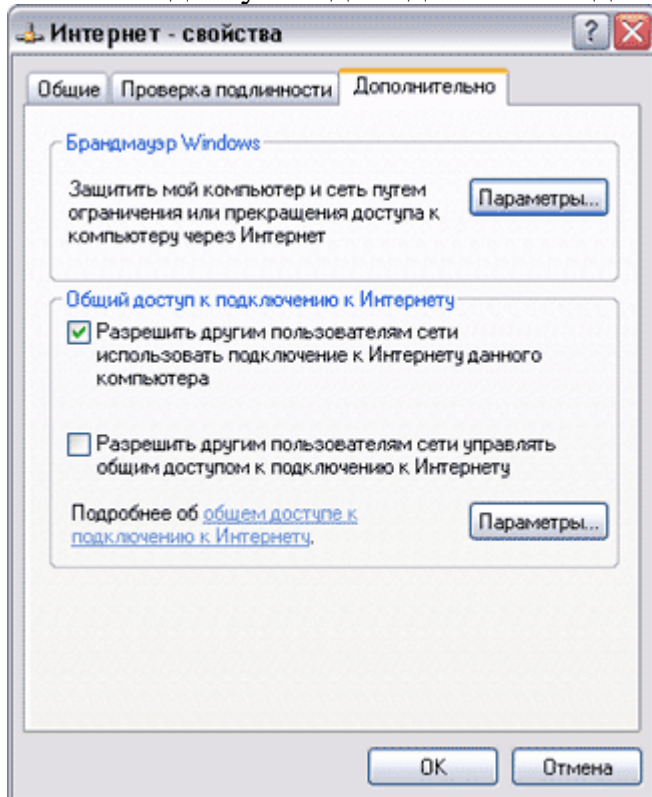 Интернет - свойства
Общие Проверка подлинности Дополнительно
Брандмауэр Windows
Защитить мой компьютер и сеть путем
ограничения или прекращения доступа к
компьютеру через Интернет
Параметры...
Общий доступ к подключению к Интернету
Разрешить другим пользователям сети
использовать подключение к Интернету данного
компьютера
Разрешить другим пользователям сети управлять
общим доступом к подключению к Интернету
Подробнее об общем доступе к
подключению к Интернету.
Параметры...
OK Отмена